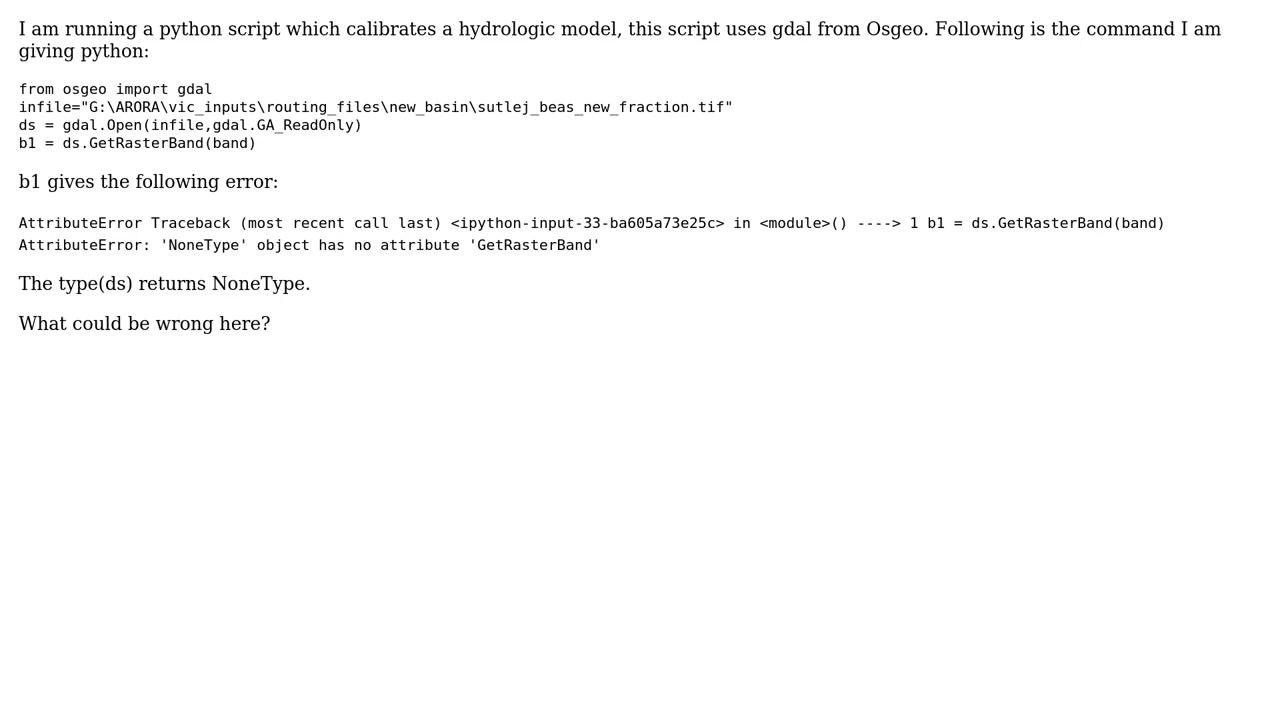 I am running a python script which calibrates a hydrologic model, this script uses gdal from Osgeo. Following is the command I am
giving python:
from osgeo import gdal
infile="G:\ARORA\vic_inputs\routing_files\new_basin\sutlej_beas_new_fraction.tif"
ds = gdal.Open(infile,gdal.GA_ReadOnly)
b1 = ds.GetRasterBand(band)
b1 gives the following error:
AttributeError Traceback (most recent call last) <ipython-input-33-ba605a73e25c> in <module>() ----> 1 b1 = ds.GetRasterBand(band)
AttributeError: 'NoneType' object has no attribute 'GetRasterBand'
The type(ds) returns NoneType.
What could be wrong here?